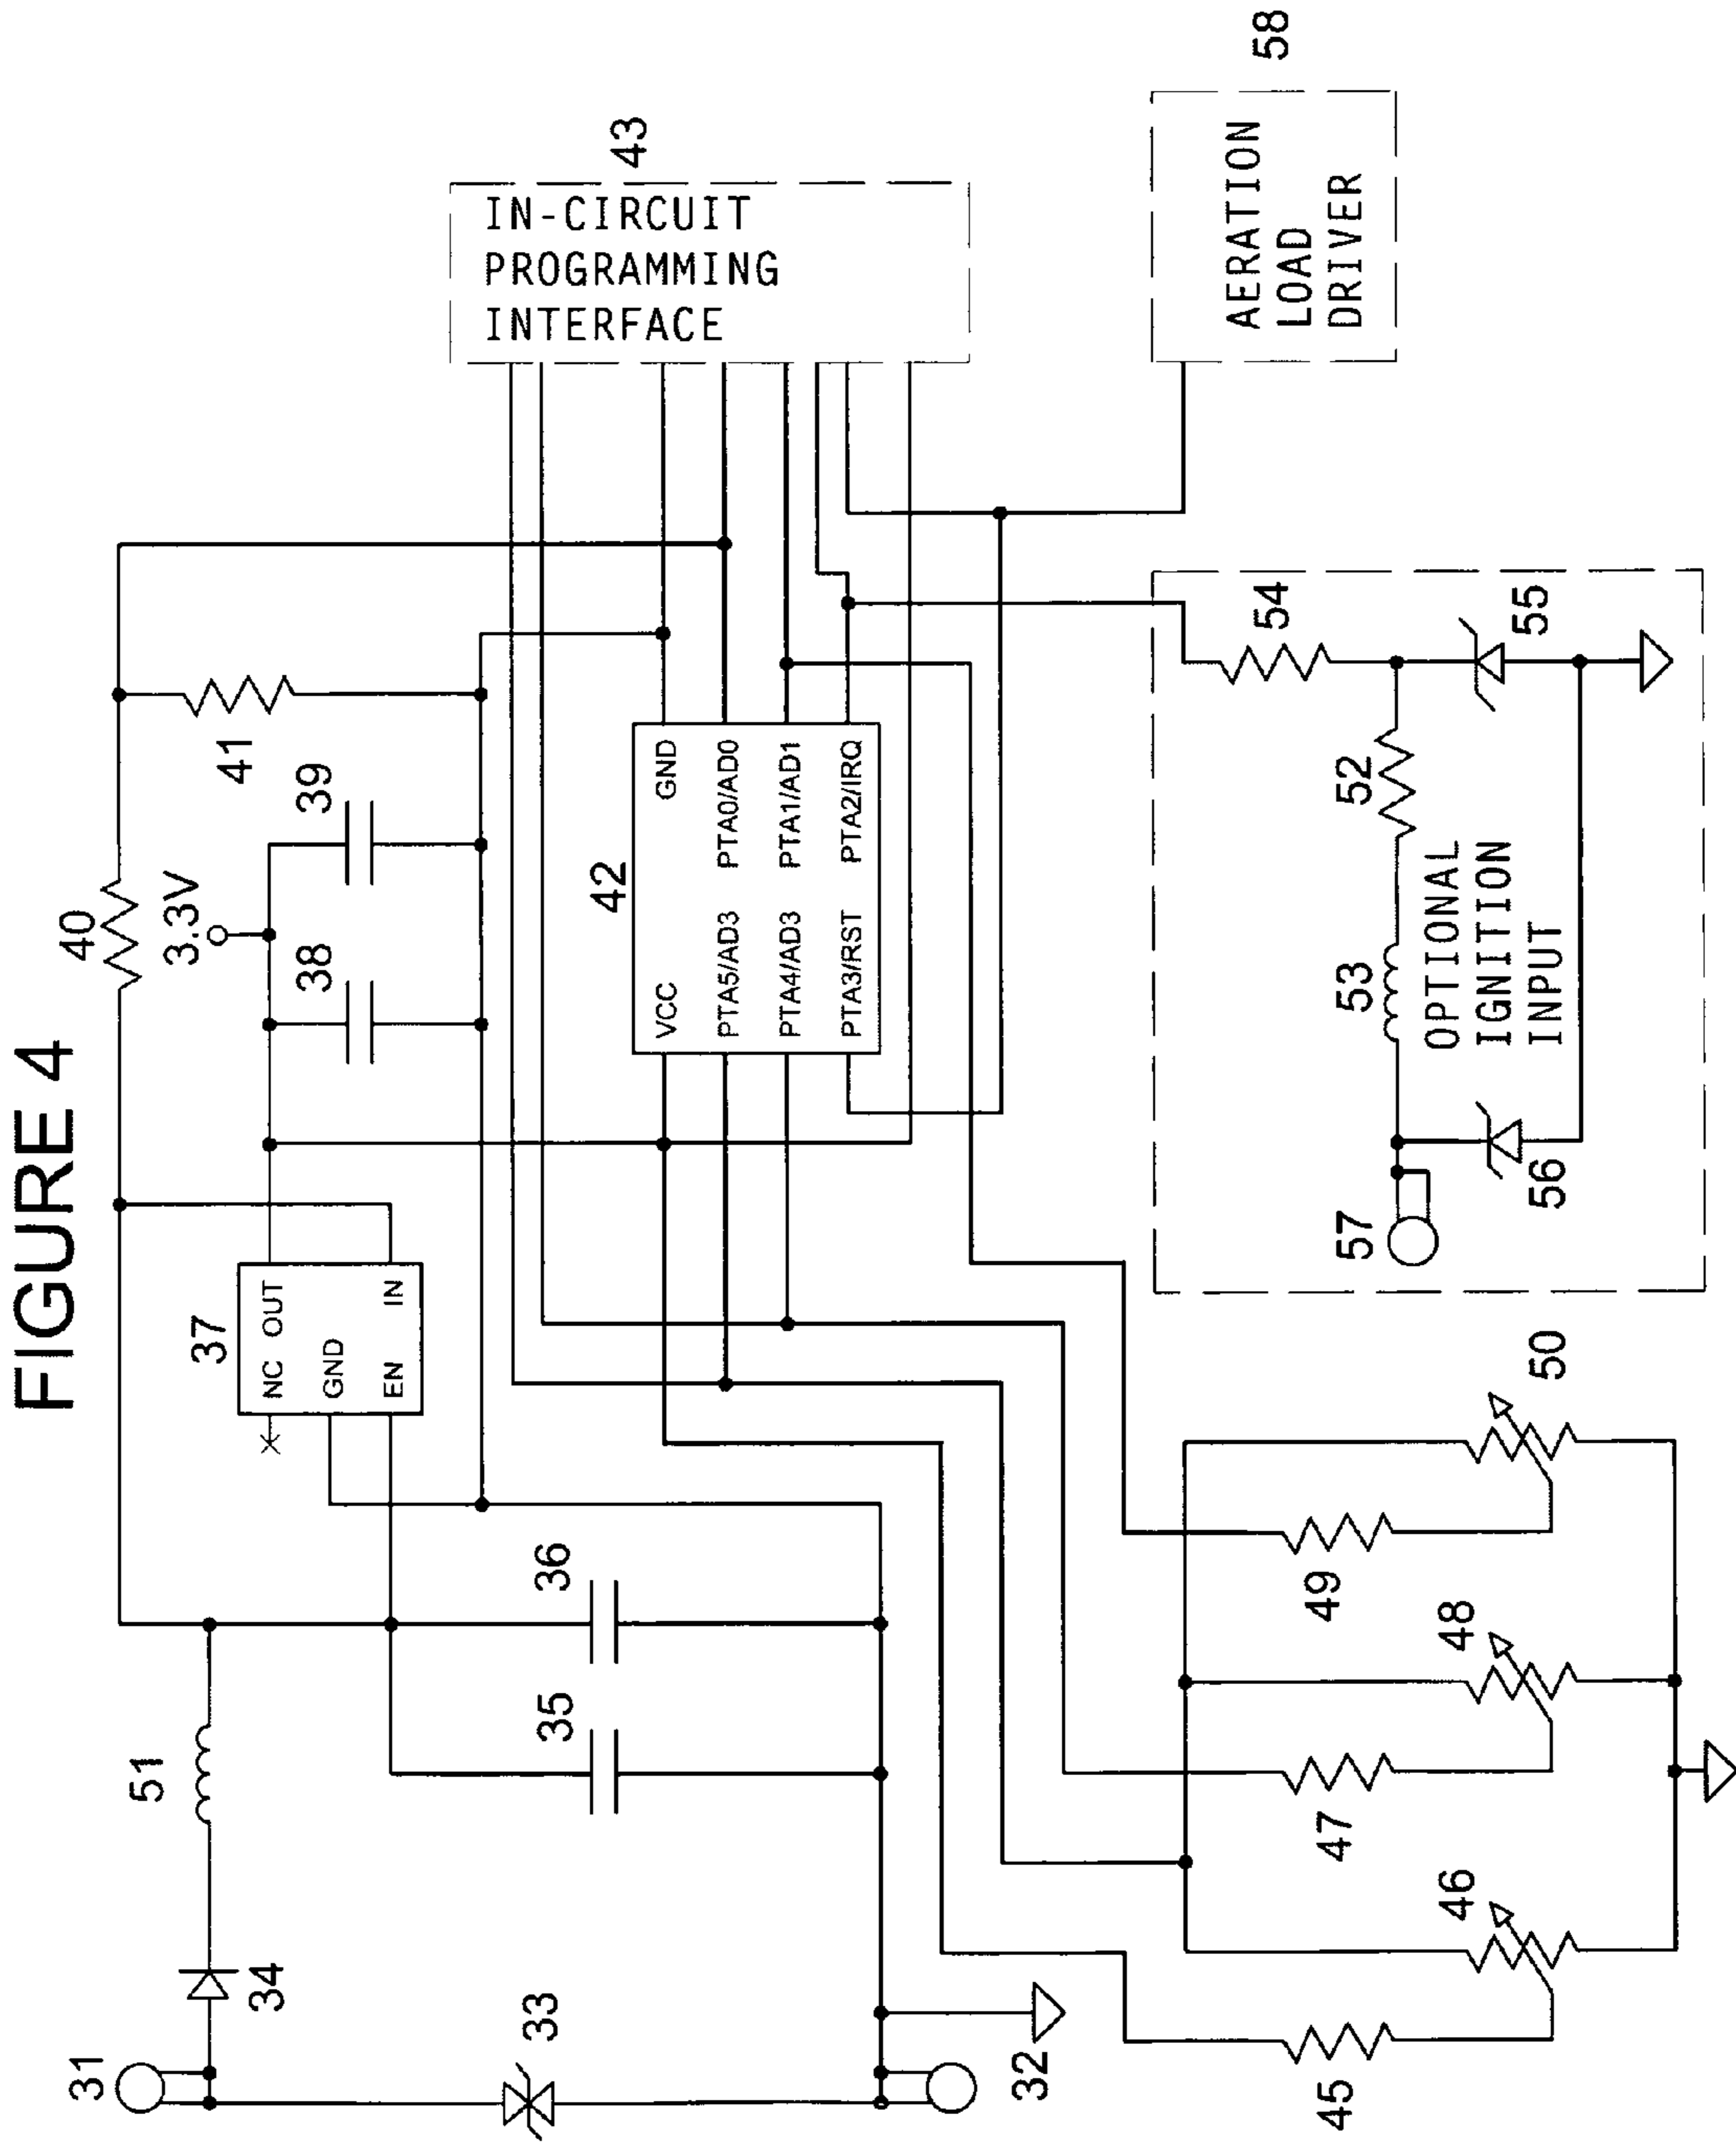 FIGURE 4
31
34
51
33
32
35
36
37
NC OUT
GND
EN IN
40
3.3V
38
39
41
42
VCC GND
PTA5/AD3 PTA0/AD0
PTA4/AD3 PTA1/AD1
PTA3/RST PTA2/IRQ
43
IN-CIRCUIT
PROGRAMMING
INTERFACE
45
46
47
48
49
50
57
53
52
54
56
55
OPTIONAL
IGNITION
INPUT
AERATION
LOAD
DRIVER
58